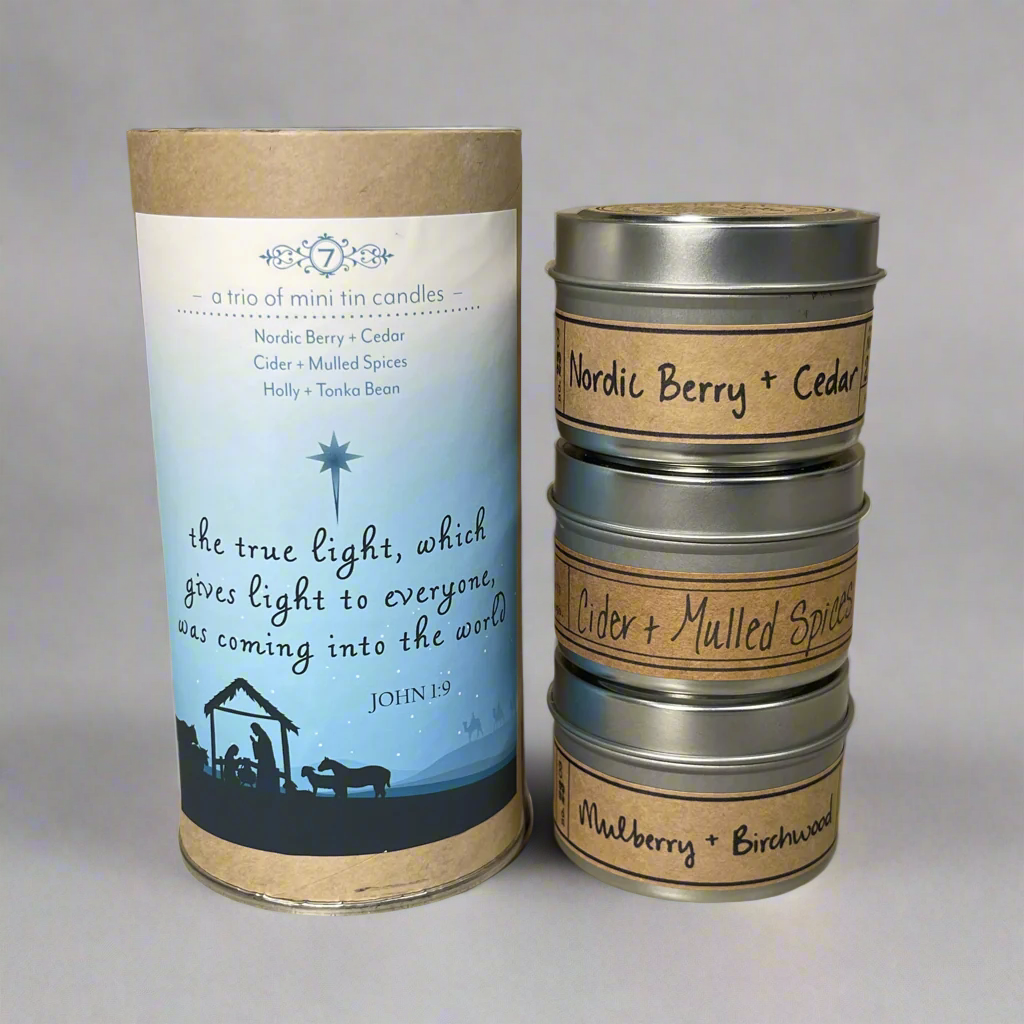 7
– a trio of mini tin candles –
Nordic Berry + Cedar
Cider + Mulled Spices
Holly + Tonka Bean
the true light, which
gives light to everyone,
was coming into the world
JOHN 1:9
Nordic Berry + Cedar
Cider + Mulled Spices
Mulberry + Birchwood